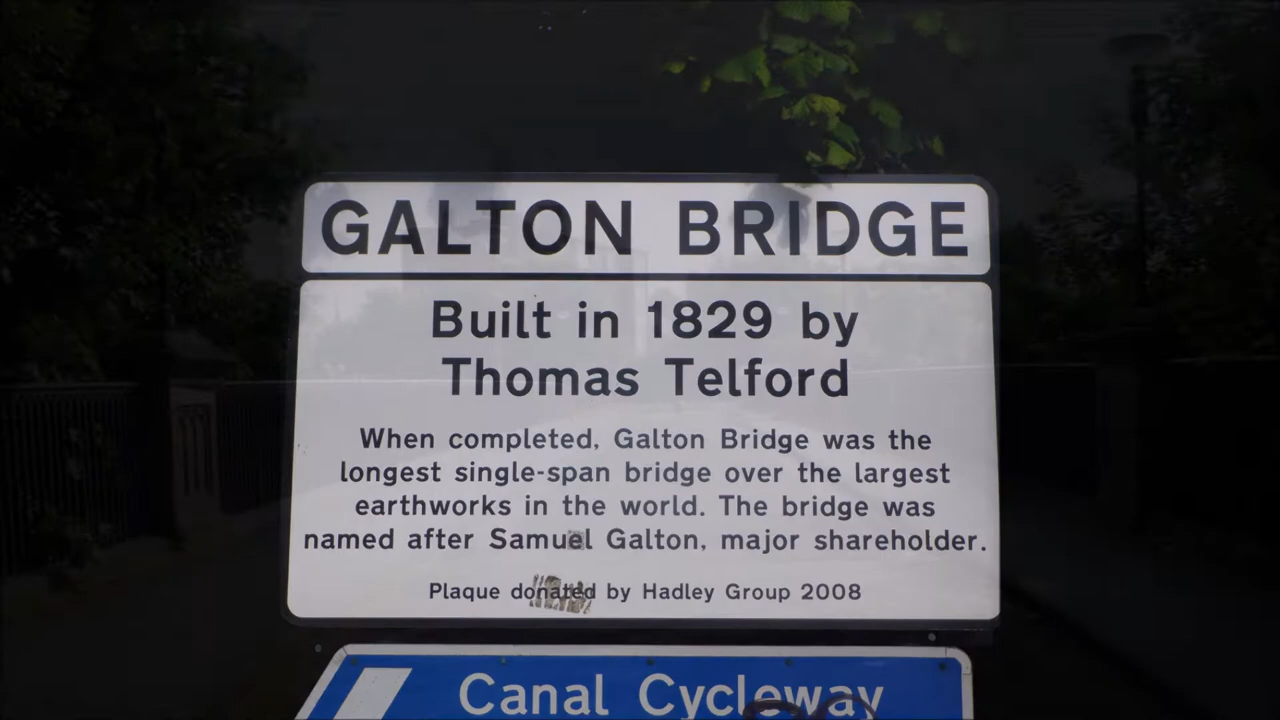 GALTON BRIDGE
Built in 1829 by
Thomas Telford
When completed, Galton Bridge was the
longest single-span bridge over the largest
earthworks in the world. The bridge was
named after Samuel Galton, major shareholder.
Plaque donated by Hadley Group 2008
Canal Cycleway